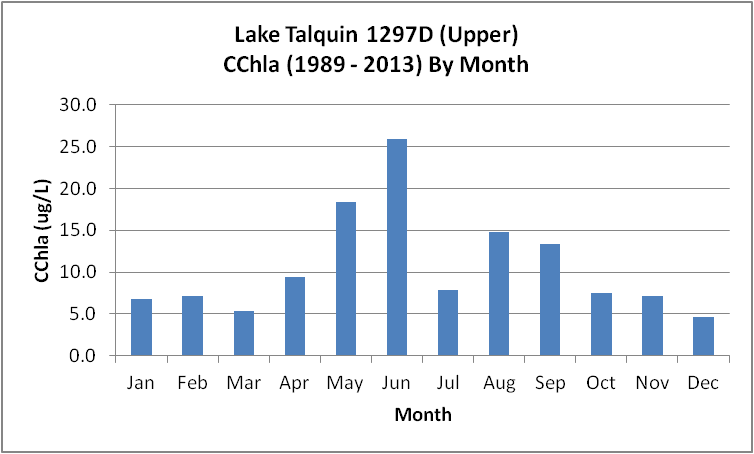 Lake Talquin 1297D (Upper)
CChla (1989 - 2013) By Month
30.0
25.0
20.0
15.0
10.0
5.0
0.0
CChla (ug/L)
Jan Feb Mar Apr May Jun Jul Aug Sep Oct Nov Dec
Month